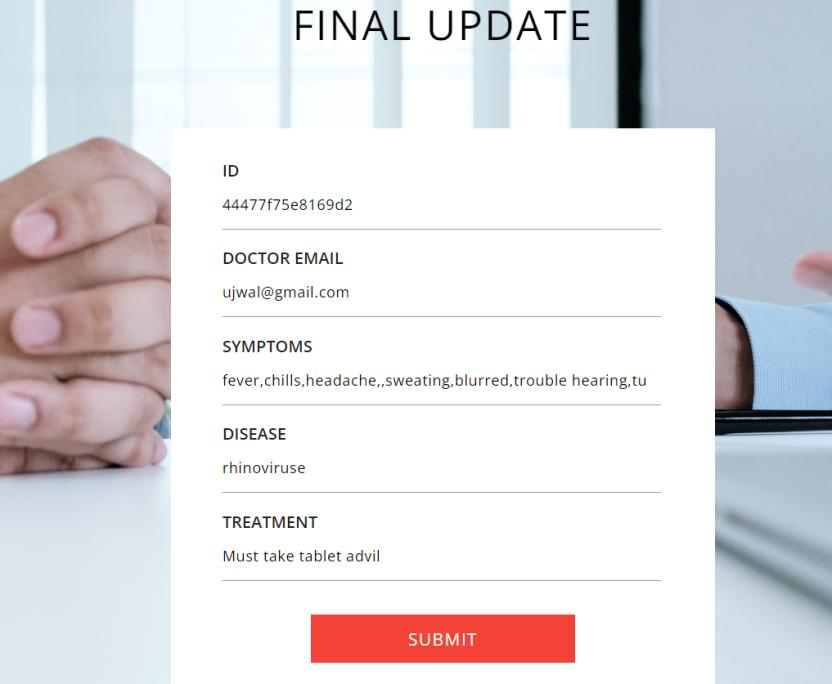 FINAL UPDATE
ID
44477f75e8169d2
DOCTOR EMAIL
ujwal@gmail.com
SYMPTOMS
fever,chills,headache,,sweating,blurred,trouble hearing,tu
DISEASE
rhinoviruse
TREATMENT
Must take tablet advil
SUBMIT